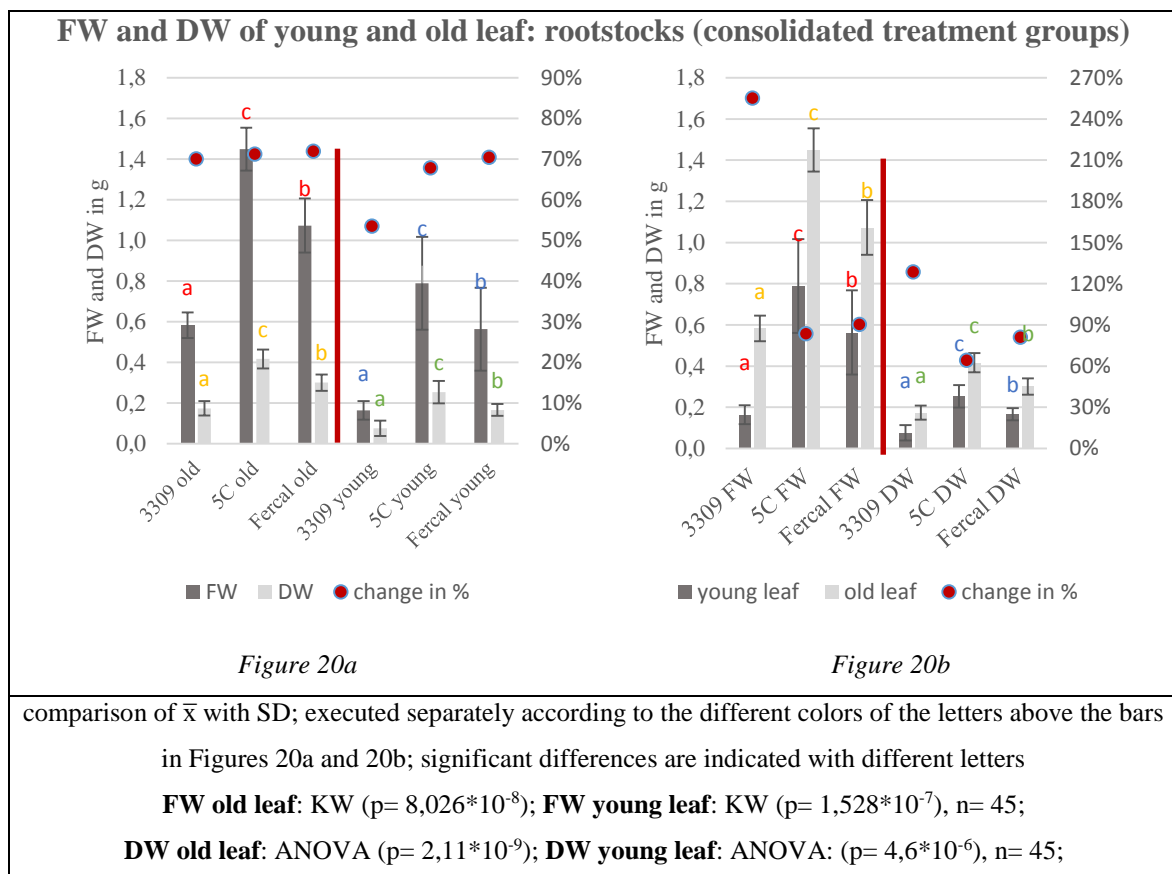 FW and DW of young and old leaf: rootstocks (consolidated treatment groups)
FW and DW in g
1,8
1,6
1,4
1,2
1,0
0,8
0,6
0,4
0,2
0,0
90%
80%
70%
60%
50%
40%
30%
20%
10%
0%
a
a
c
c
b
b
a
a
c
c
b
b
3309 old
5C old
Fercal old
3309 young
5C young
Fercal young
FW DW change in %
Figure 20a
FW and DW in g
1,8
1,6
1,4
1,2
1,0
0,8
0,6
0,4
0,2
0,0
270%
240%
210%
180%
150%
120%
90%
60%
30%
0%
a
a
c
c
b
b
a
a
c
c
b
b
3309 FW
5C FW
Fercal FW
3309 DW
5C DW
Fercal DW
young leaf old leaf change in %
Figure 20b
comparison of x̅ with SD; executed separately according to the different colors of the letters above the bars
in Figures 20a and 20b; significant differences are indicated with different letters
FW old leaf: KW (p= 8,026*10⁻⁸); FW young leaf: KW (p= 1,528*10⁻⁷), n= 45;
DW old leaf: ANOVA (p= 2,11*10⁻⁹); DW young leaf: ANOVA: (p= 4,6*10⁻⁶), n= 45;